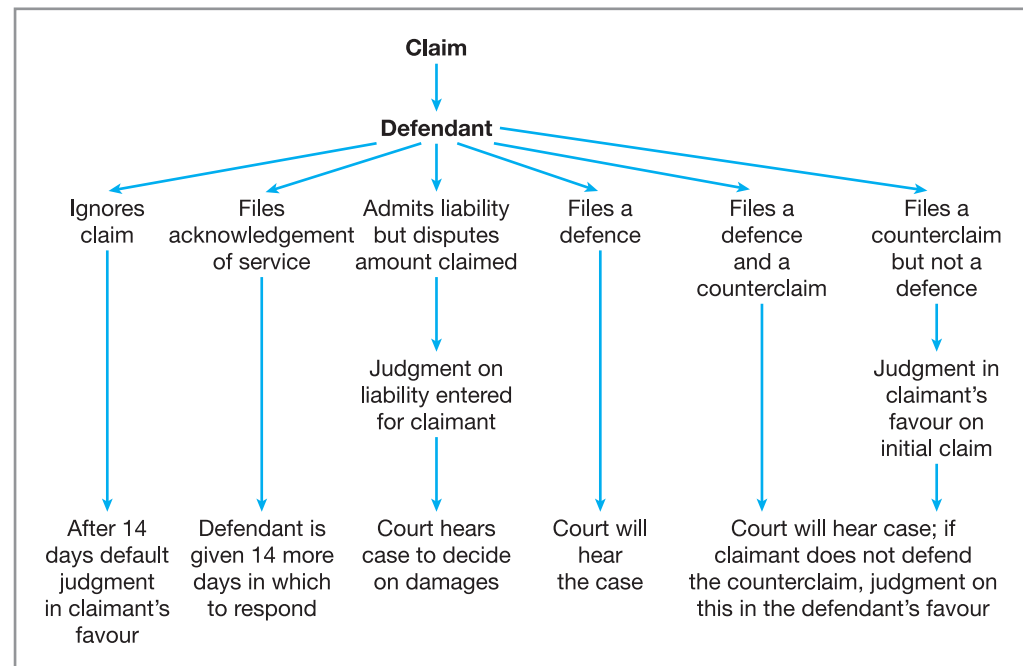 Claim
Defendant
Ignores
claim
Files
acknowledgement
of service
Admits liability
but disputes
amount claimed
Files a
defence
Files a
defence
and a
counterclaim
Files a
counterclaim
but not a
defence
Judgment on
liability entered
for claimant
Judgment in
claimant’s
favour on
initial claim
After 14
days default
judgment
in claimant’s
favour
Defendant is
given 14 more
days in which
to respond
Court hears
case to decide
on damages
Court will
hear
the case
Court will hear case; if
claimant does not defend
the counterclaim, judgment on
this in the defendant’s favour